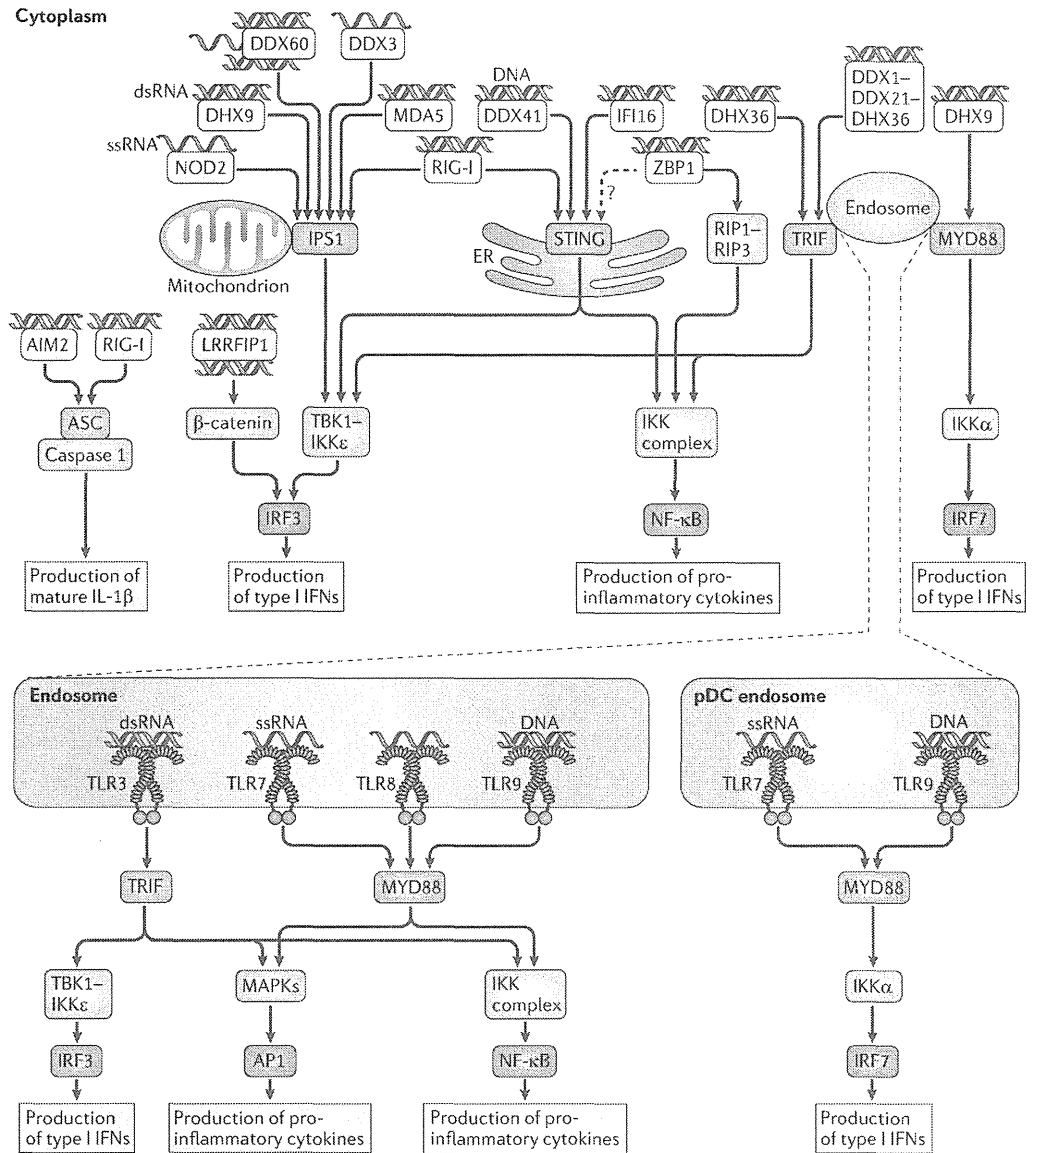 Cytoplasm
DDX60
DDX3
dsRNA
DHX9
MDA5
DNA
DDX41
IFI16
DHX36
DDX1–
DDX21–
DHX36
DHX9
ssRNA
NOD2
RIG-I
ZBP1
?
IPS1
Mitochondrion
STING
ER
RIP1–
RIP3
TRIF
Endosome
MYD88
AIM2
RIG-I
LRRFIP1
ASC
Caspase 1
β-catenin
TBK1–
IKKε
IKK
complex
IKKα
IRF3
NF-κB
IRF7
Production of
mature IL-1β
Production
of type I IFNs
Production of pro-
inflammatory cytokines
Production
of type I IFNs
Endosome
dsRNA
TLR3
ssRNA
TLR7
TLR8
DNA
TLR9
pDC endosome
ssRNA
TLR7
DNA
TLR9
TRIF
MYD88
MYD88
TBK1–
IKKε
MAPKs
IKK
complex
IKKα
IRF3
AP1
NF-κB
IRF7
Production
of type I IFNs
Production of pro-
inflammatory cytokines
Production of pro-
inflammatory cytokines
Production
of type I IFNs